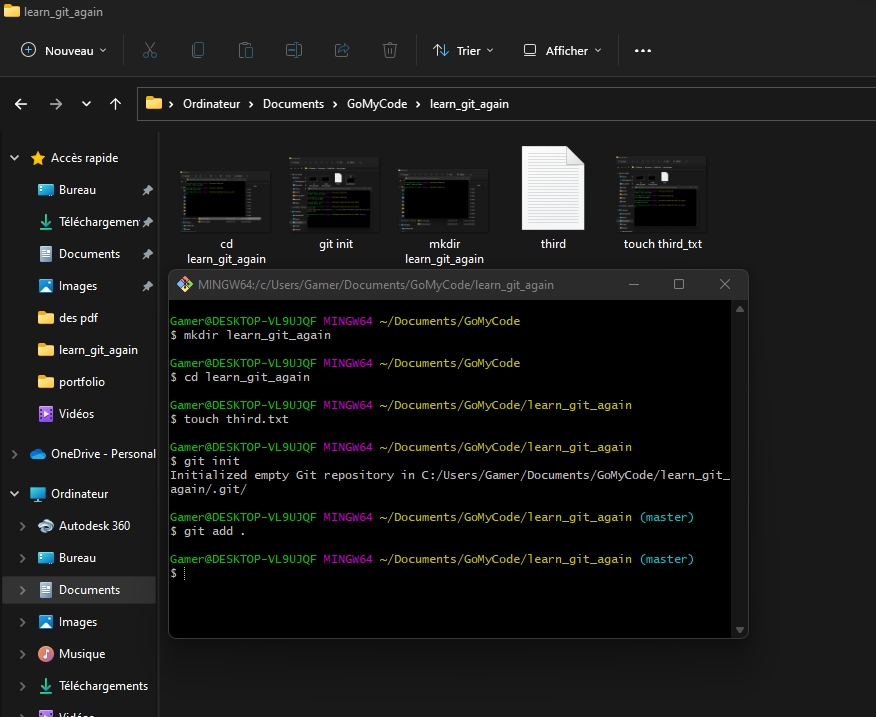 learn_git_again
Nouveau
Trier
Afficher
Ordinateur
Documents
GoMyCode
learn_git_again
Accès rapide
Bureau
Téléchargemen
Documents
Images
des pdf
learn_git_again
portfolio
Vidéos
OneDrive - Personal
Ordinateur
Autodesk 360
Bureau
Documents
Images
Musique
Téléchargements
Vidéos
cd
learn_git_again
git init
mkdir
learn_git_again
third
touch third_txt
MINGW64:/c/Users/Gamer/Documents/GoMyCode/learn_git_again
Gamer@DESKTOP-VL9UJQF MINGW64 ~/Documents/GoMyCode
$ mkdir learn_git_again
Gamer@DESKTOP-VL9UJQF MINGW64 ~/Documents/GoMyCode
$ cd learn_git_again
Gamer@DESKTOP-VL9UJQF MINGW64 ~/Documents/GoMyCode/learn_git_again
$ touch third.txt
Gamer@DESKTOP-VL9UJQF MINGW64 ~/Documents/GoMyCode/learn_git_again
$ git init
Initialized empty Git repository in C:/Users/Gamer/Documents/GoMyCode/learn_git_
again/.git/
Gamer@DESKTOP-VL9UJQF MINGW64 ~/Documents/GoMyCode/learn_git_again (master)
$ git add .
Gamer@DESKTOP-VL9UJQF MINGW64 ~/Documents/GoMyCode/learn_git_again (master)
$